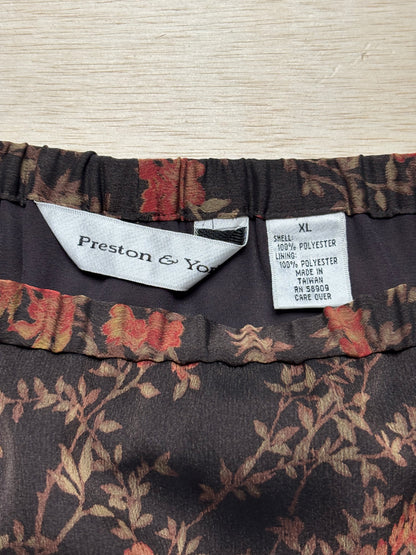 Preston & Yo
XL
SHELL:
100% POLYESTER
LINING:
100% POLYESTER
MADE IN
TAIWAN
RN 58909
CARE OVER